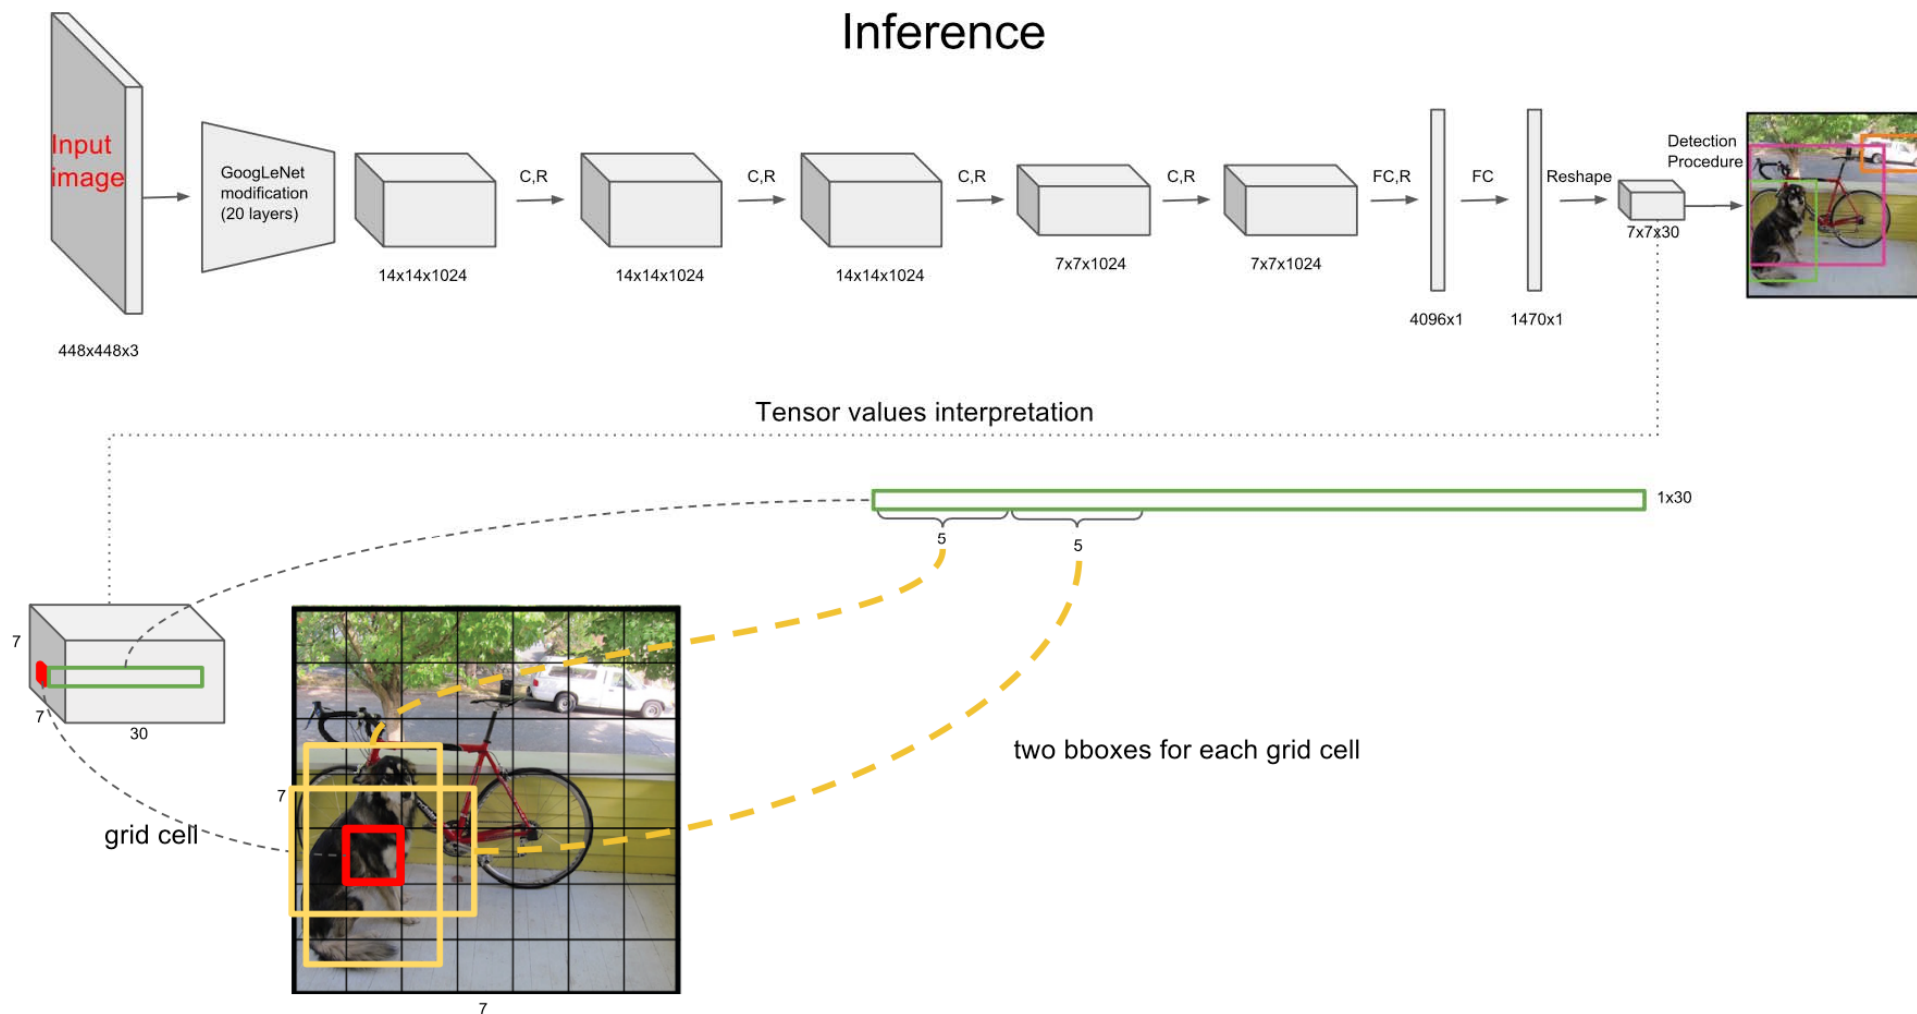 Inference
Input
image
448x448x3
GoogLeNet
modification
(20 layers)
14x14x1024
C,R
14x14x1024
C,R
14x14x1024
C,R
7x7x1024
C,R
7x7x1024
FC,R
4096x1
FC
1470x1
Reshape
7x7x30
Detection
Procedure
Tensor values interpretation
1x30
5
5
7
7
30
grid cell
7
7
two bboxes for each grid cell